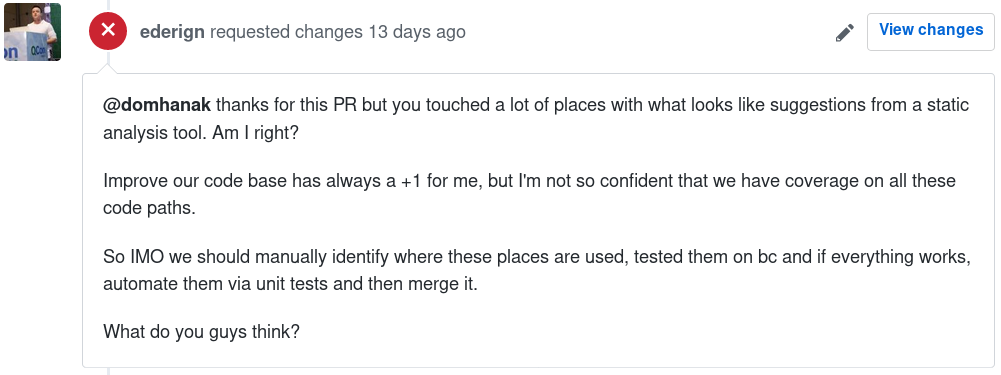 ederign requested changes 13 days ago
View changes
@domhanak thanks for this PR but you touched a lot of places with what looks like suggestions from a static
analysis tool. Am I right?
Improve our code base has always a +1 for me, but I'm not so confident that we have coverage on all these
code paths.
So IMO we should manually identify where these places are used, tested them on bc and if everything works,
automate them via unit tests and then merge it.
What do you guys think?